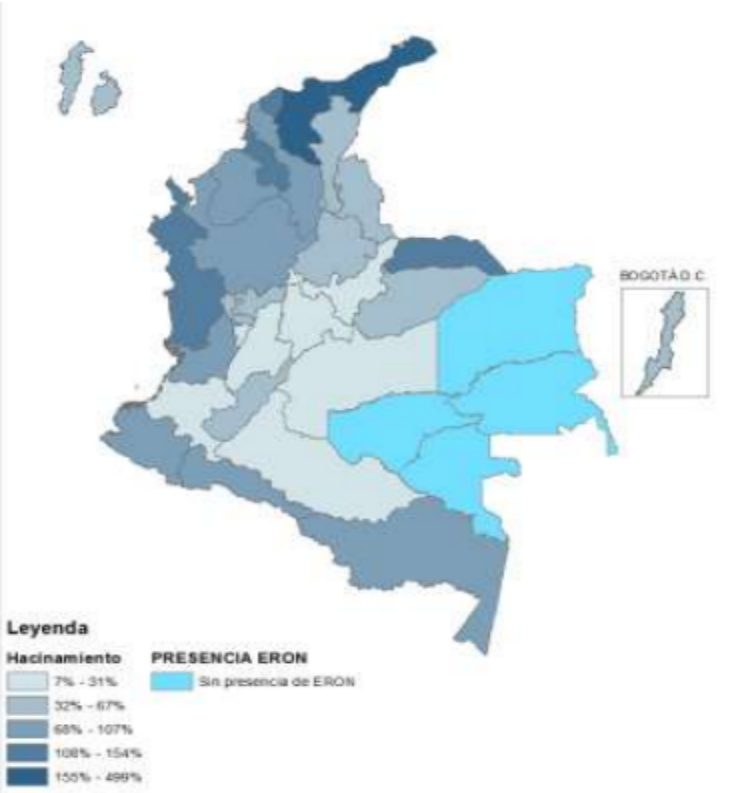 BOGOTÁ D.C
Leyenda
Hacinamiento
7% - 31%
32% - 67%
68% - 107%
108% - 154%
155% - 499%
PRESENCIA ERON
Sin presencia de ERON